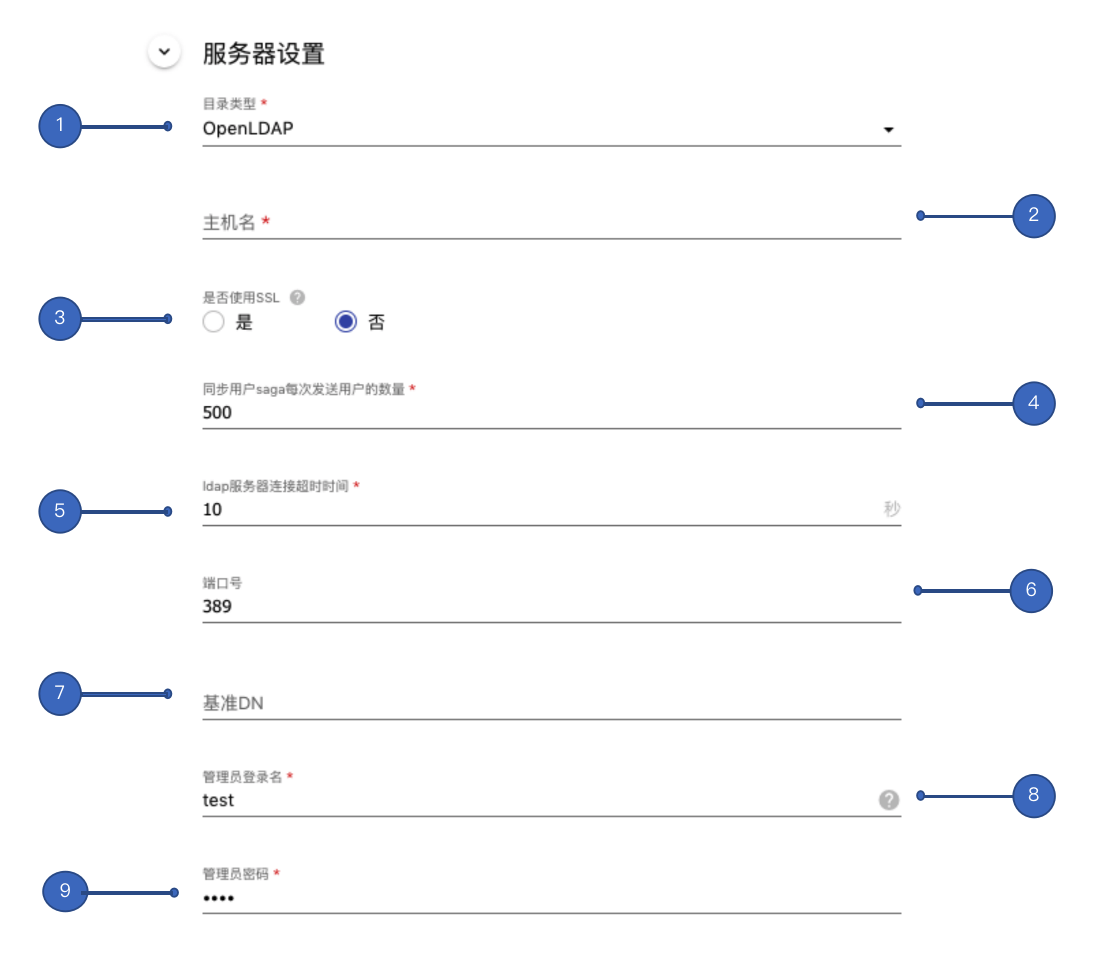 服务器设置
目录类型 *
1
OpenLDAP
主机名 *
2
是否使用SSL ?
3
是 否
同步用户saga每次发送用户的数量 *
500
4
ldap服务器连接超时时间 *
5
10 秒
端口号
6
389
7
基准DN
管理员登录名 *
test ?
8
管理员密码 *
9
••••